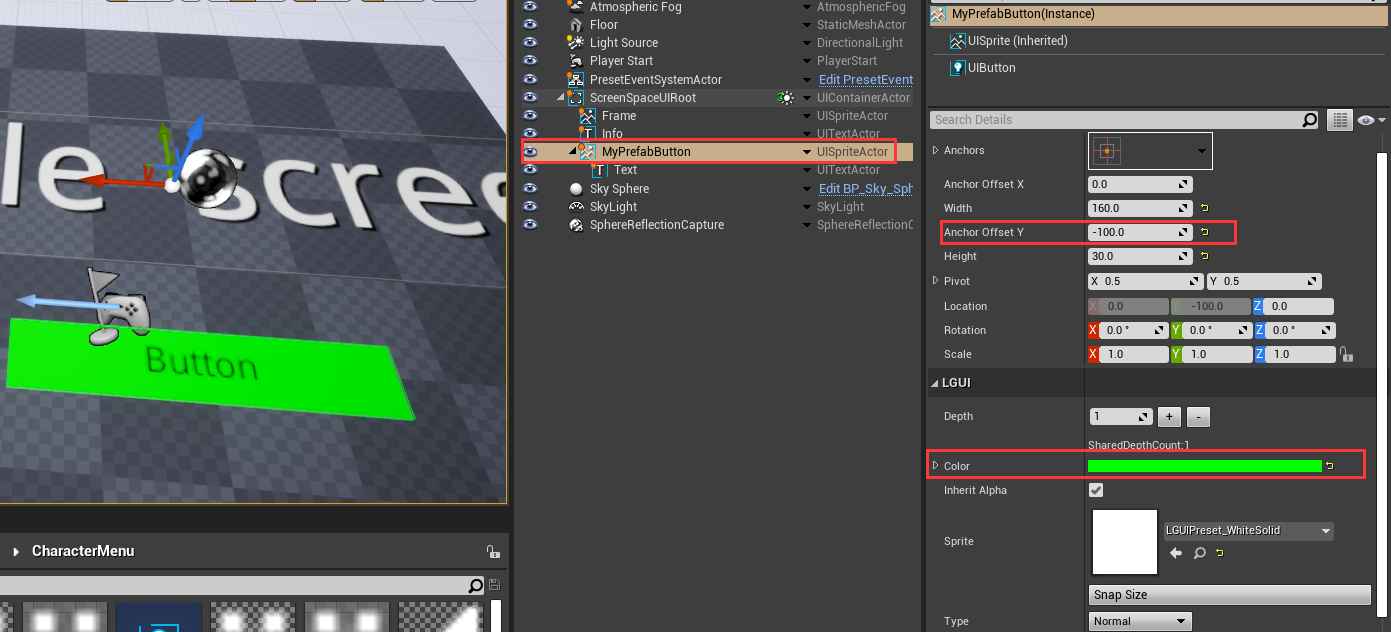 le Scree
Button
CharacterMenu
Atmospheric Fog AtmosphericFog
Floor StaticMeshActor
Light Source DirectionalLight
Player Start PlayerStart
PresetEventSystemActor Edit PresetEvent
ScreenSpaceUIRoot UIContainerActor
Frame UISpriteActor
Info UITextActor
MyPrefabButton UISpriteActor
T Text UITextActor
Sky Sphere Edit BP_Sky_Sph
SkyLight SkyLight
SphereReflectionCapture SphereReflectionC
MyPrefabButton(Instance)
UISprite (Inherited)
UIButton
Search Details
Anchors
Anchor Offset X 0.0
Width 160.0
Anchor Offset Y -100.0
Height 30.0
Pivot X 0.5 Y 0.5
Location X 0.0 Y -100.0 Z 0.0
Rotation X 0.0 ° Y 0.0 ° Z 0.0 °
Scale X 1.0 Y 1.0 Z 1.0
LGUI
Depth 1 + -
SharedDepthCount:1
Color
Inherit Alpha
Sprite LGUIPreset_WhiteSolid
Snap Size
Type Normal